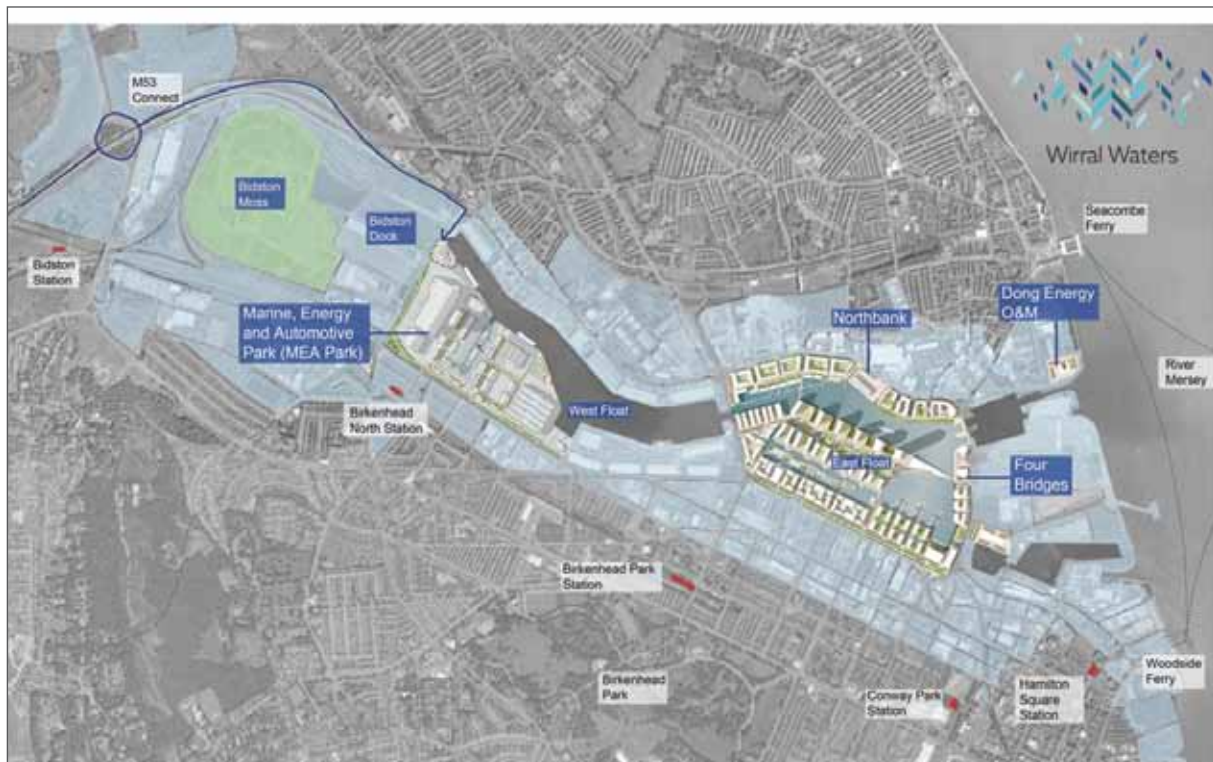 M53
Connect
Wirral Waters
Bidston
Moss
Seacombe
Ferry
Bidston
Dock
Bidston
Station
Dong Energy
O&M
Marine, Energy
and Automotive
Park (MEA Park)
Northbank
River
Mersey
Birkenhead
North Station
West Float
East Float
Four
Bridges
Birkenhead Park
Station
Birkenhead
Park
Conway Park
Station
Hamilton
Square
Station
Woodside
Ferry